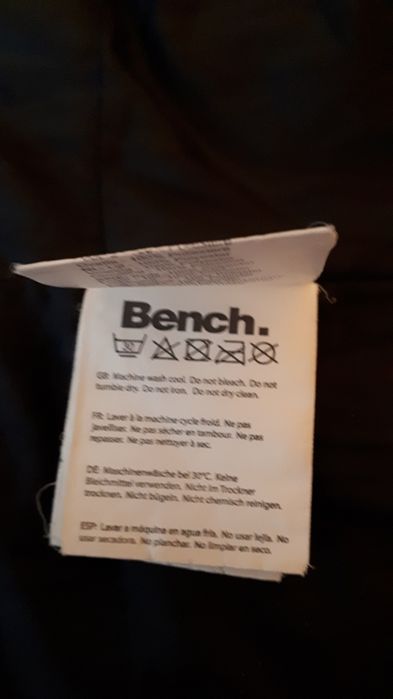 Bench.
30
GB: Machine wash cool. Do not bleach. Do not
tumble dry. Do not iron. Do not dry clean.
FR: Laver à la machine cycle froid. Ne pas
javelliser. Ne pas sécher en tambour. Ne pas
repasser. Ne pas nettoyer à sec.
DE: Maschinenwäsche bei 30°C. Keine
Bleichmittel verwenden. Nicht im Trockner
trocknen. Nicht bügeln. Nicht chemisch reinigen.
ESP: Lavar a máquina en agua fría. No usar lejía. No
usar secadora. No planchar. No limpiar en seco.